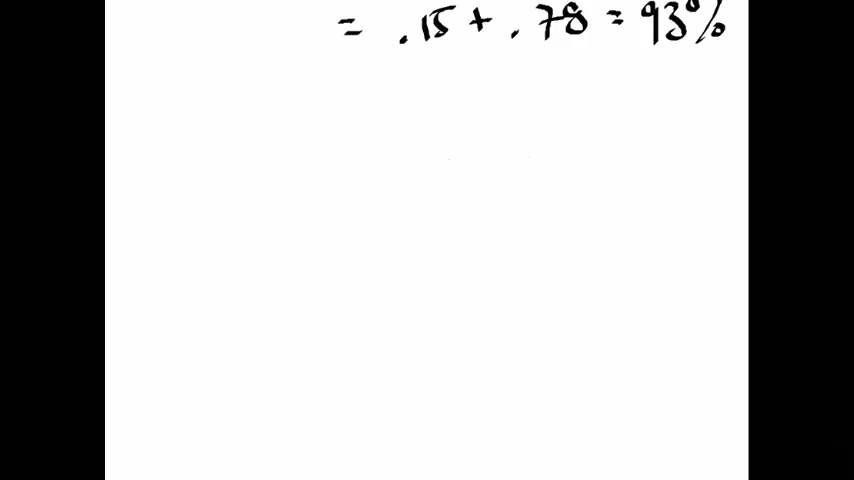 = .15 + .78 = 93%